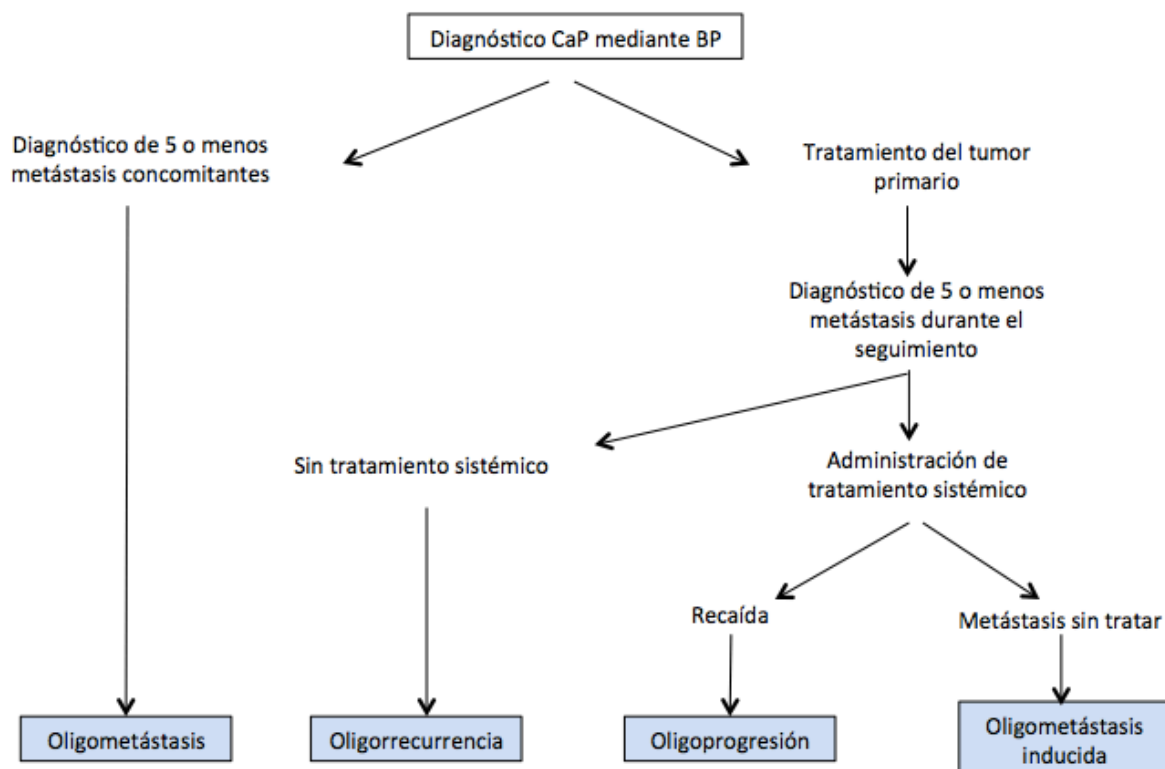 Diagnóstico CaP mediante BP
Diagnóstico de 5 o menos
metástasis concomitantes
Tratamiento del tumor
primario
Diagnóstico de 5 o menos
metástasis durante el
seguimiento
Sin tratamiento sistémico
Administración de
tratamiento sistémico
Recaída
Metástasis sin tratar
Oligometástasis
Oligorrecurrencia
Oligoprogresión
Oligometástasis
inducida